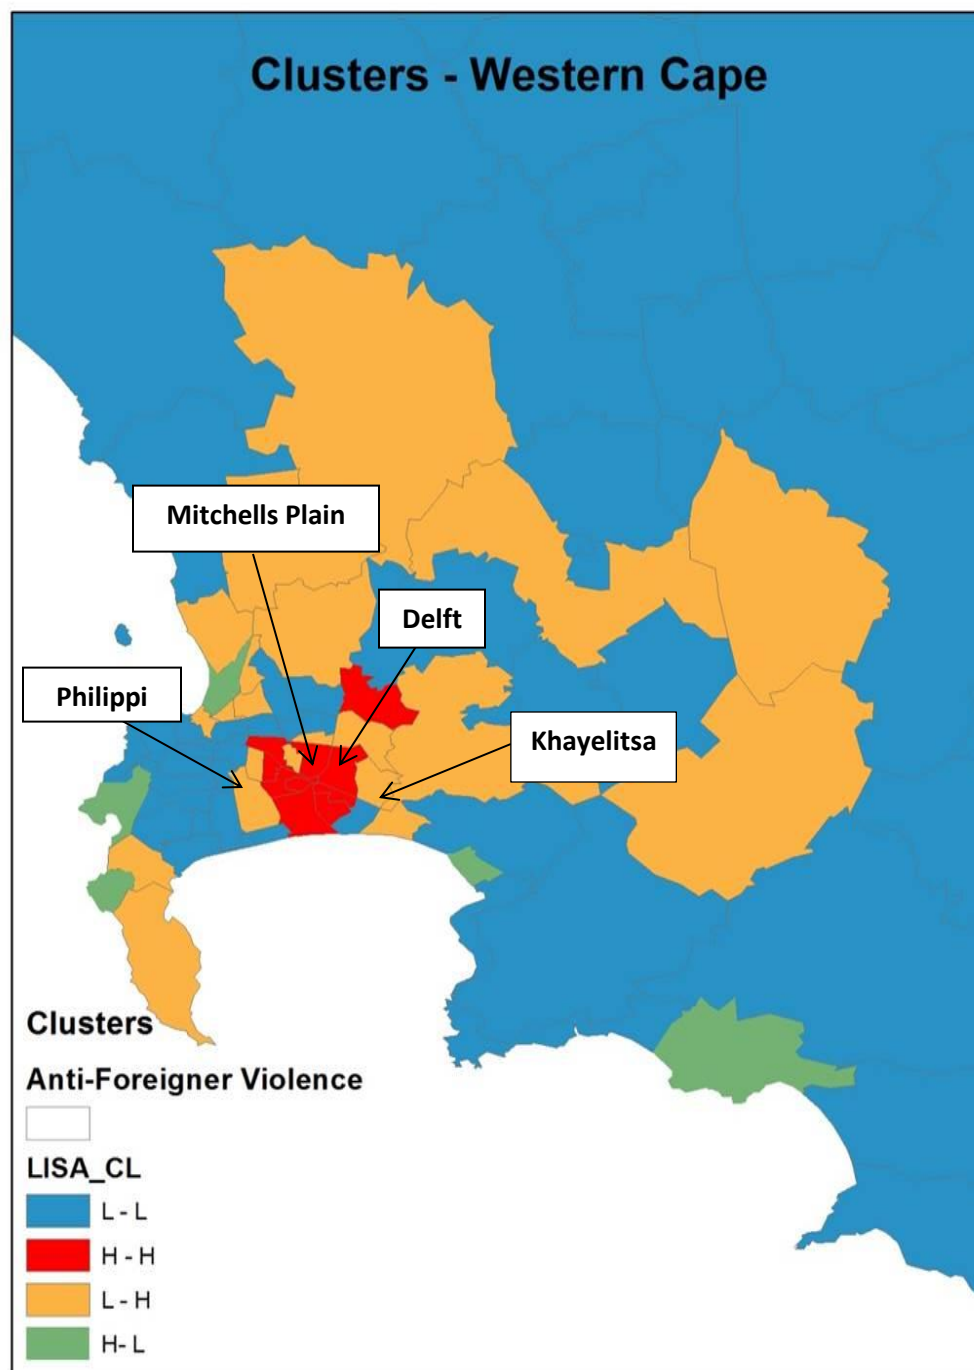 Clusters - Western Cape
Mitchells Plain
Delft
Philippi
Khayelitsa
Clusters
Anti-Foreigner Violence
LISA_CL
L - L
H - H
L - H
H- L